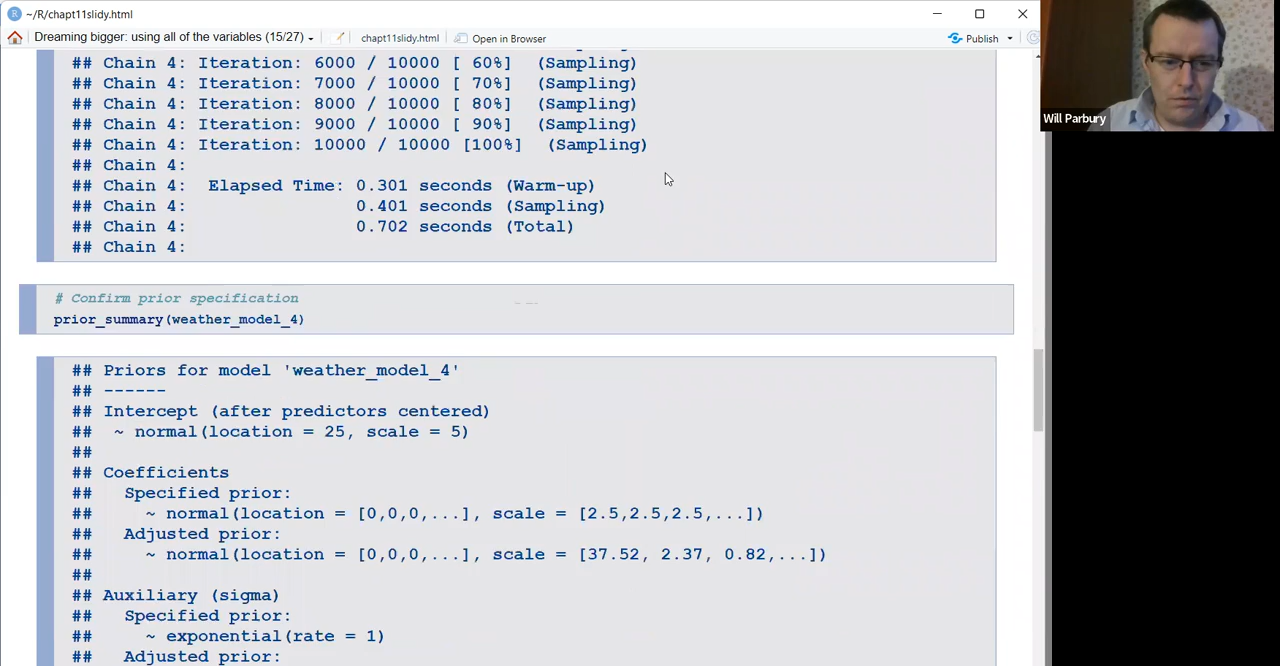 ~/R/chapt11slidy.html
Dreaming bigger: using all of the variables (15/27)
chapt11slidy.html
Open in Browser
Publish
Will Parbury
## Chain 4: Iteration: 6000 / 10000 [ 60%]  (Sampling)
## Chain 4: Iteration: 7000 / 10000 [ 70%]  (Sampling)
## Chain 4: Iteration: 8000 / 10000 [ 80%]  (Sampling)
## Chain 4: Iteration: 9000 / 10000 [ 90%]  (Sampling)
## Chain 4: Iteration: 10000 / 10000 [100%]  (Sampling)
## Chain 4:
## Chain 4:  Elapsed Time: 0.301 seconds (Warm-up)
## Chain 4:                0.401 seconds (Sampling)
## Chain 4:                0.702 seconds (Total)
## Chain 4:
# Confirm prior specification
prior_summary(weather_model_4)
## Priors for model 'weather_model_4'
## ------
## Intercept (after predictors centered)
##  ~ normal(location = 25, scale = 5)
##
## Coefficients
##   Specified prior:
##     ~ normal(location = [0,0,0,...], scale = [2.5,2.5,2.5,...])
##   Adjusted prior:
##     ~ normal(location = [0,0,0,...], scale = [37.52, 2.37, 0.82,...])
##
## Auxiliary (sigma)
##   Specified prior:
##     ~ exponential(rate = 1)
##   Adjusted prior: